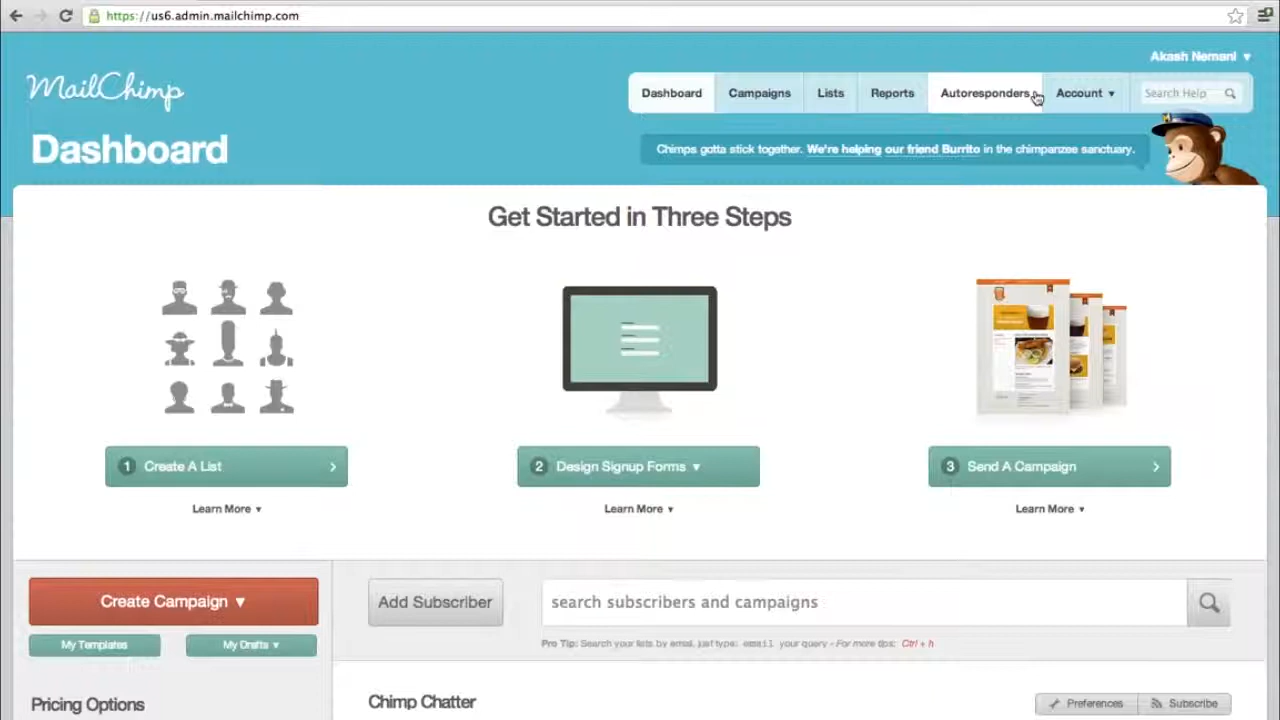 https://us6.admin.mailchimp.com
Akash Nemani ▾
MailChimp
Dashboard Campaigns Lists Reports Autoresponders Account ▾ Search Help
Dashboard
Chimps gotta stick together. We're helping our friend Burrito in the chimpanzee sanctuary.
Get Started in Three Steps
1 Create A List › 2 Design Signup Forms ▾ 3 Send A Campaign ›
Learn More ▾ Learn More ▾ Learn More ▾
Create Campaign ▾ Add Subscriber search subscribers and campaigns
My Templates My Drafts ▾ Pro Tip: Search your lists by email, just type: email your query - For more tips: Ctrl + h
Pricing Options Chimp Chatter Preferences Subscribe